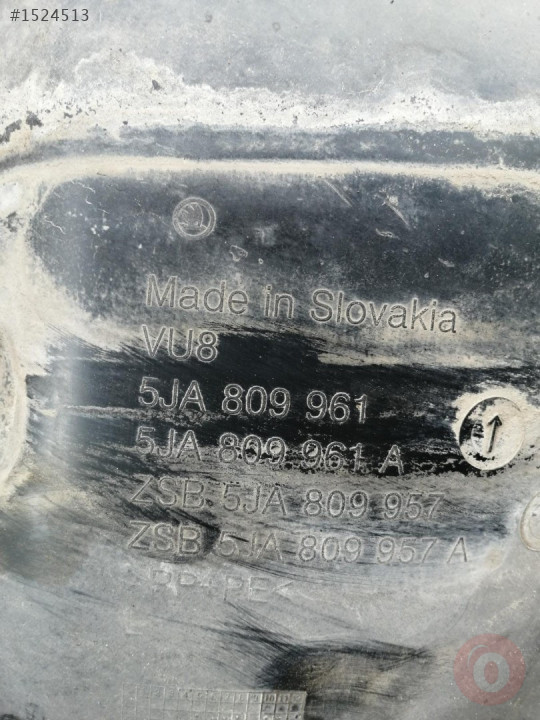 #1524513
Made in Slovakia
VU8
5JA 809 961
5JA 809 961 A
ZSB 5JA 809 957
ZSB 5JA 809 957 A